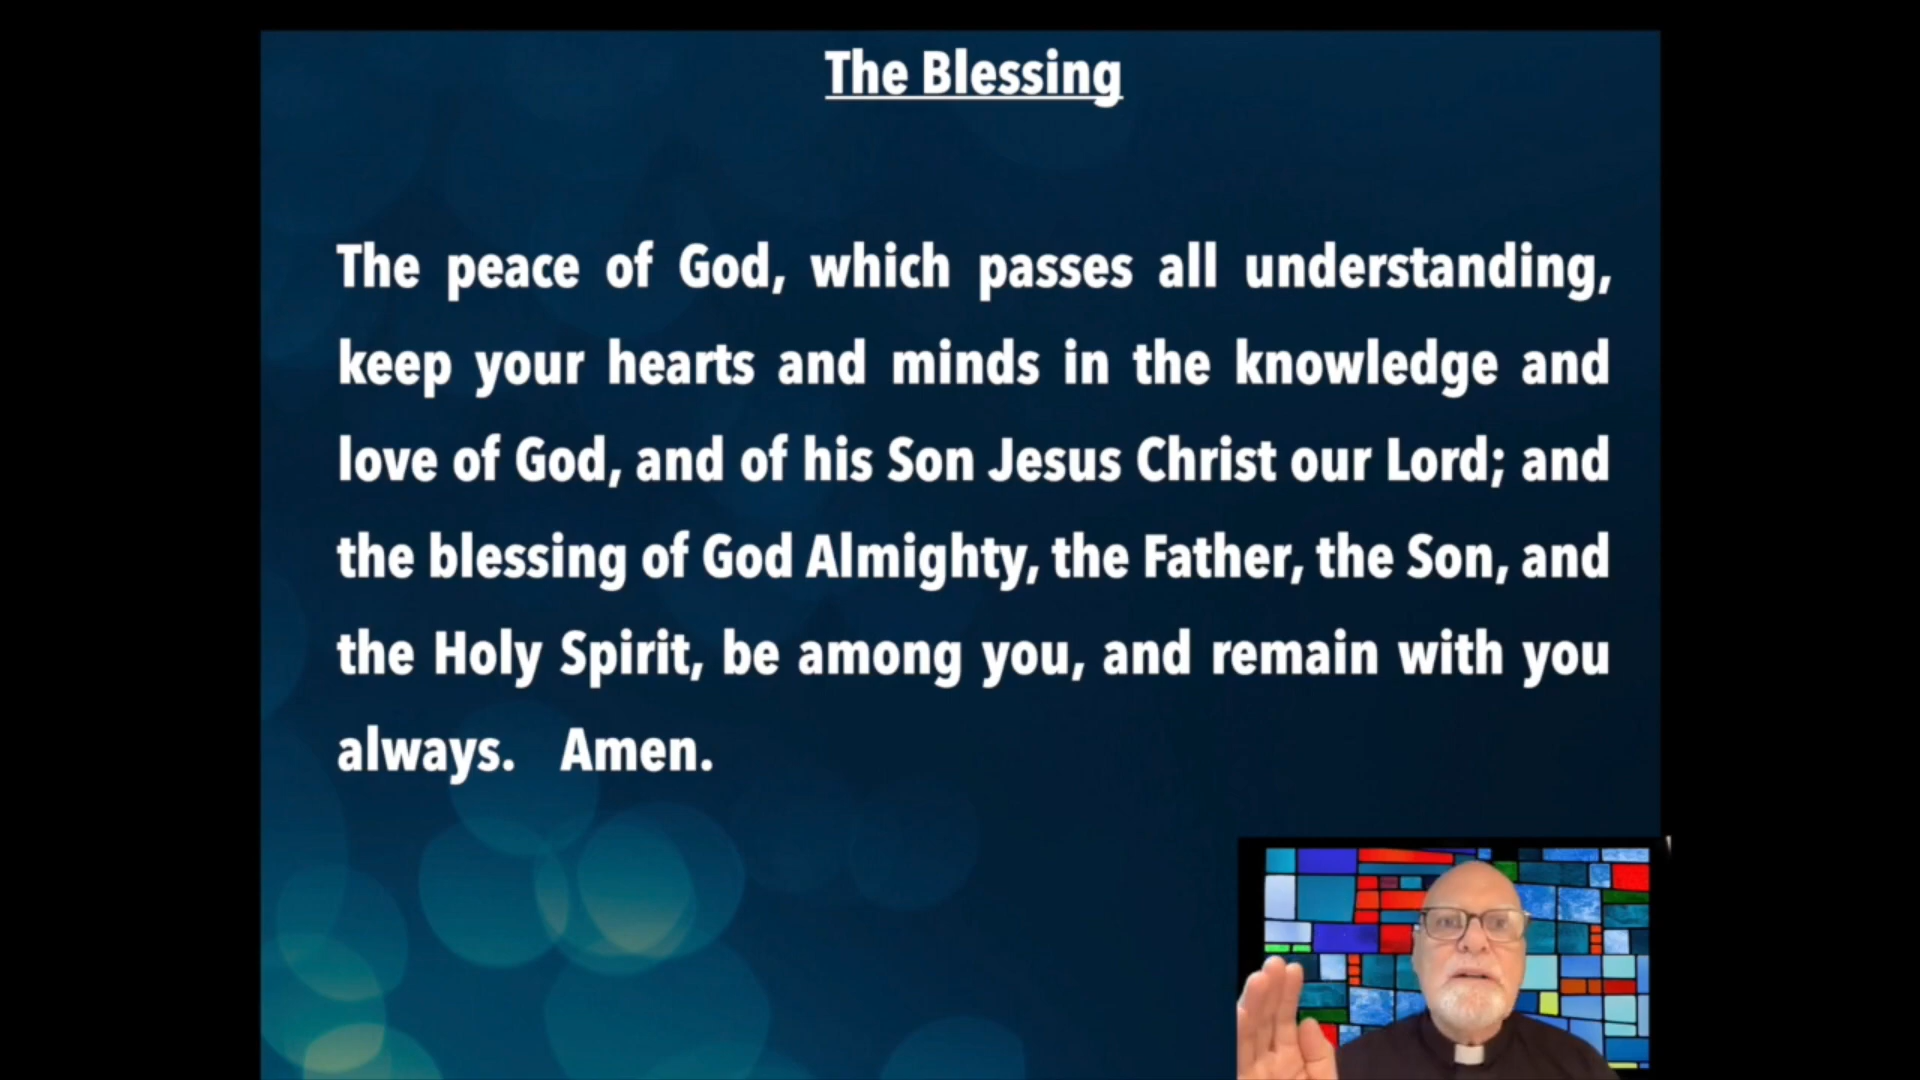 The Blessing
The peace of God, which passes all understanding,
keep your hearts and minds in the knowledge and
love of God, and of his Son Jesus Christ our Lord; and
the blessing of God Almighty, the Father, the Son, and
the Holy Spirit, be among you, and remain with you
always. Amen.